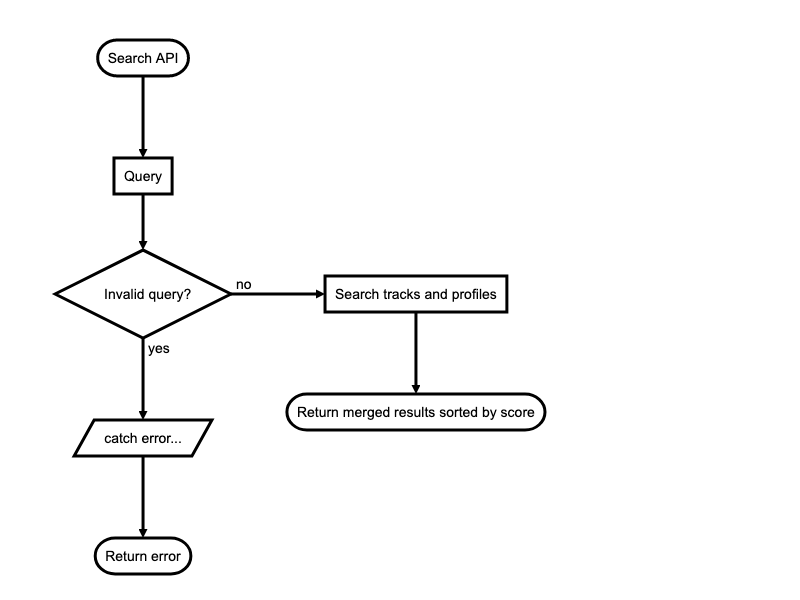 Search API
Query
Invalid query?
no
Search tracks and profiles
yes
Return merged results sorted by score
catch error...
Return error